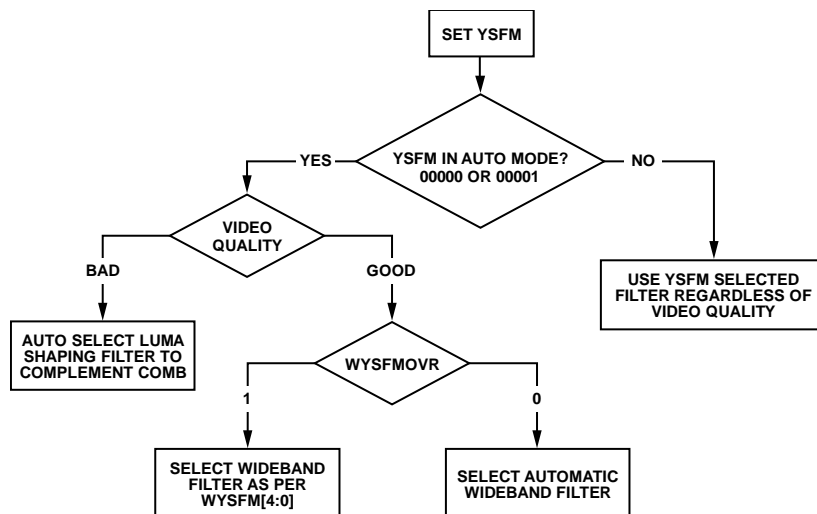 SET YSFM
YSFM IN AUTO MODE?
00000 OR 00001
YES
NO
VIDEO
QUALITY
BAD
GOOD
USE YSFM SELECTED
FILTER REGARDLESS OF
VIDEO QUALITY
AUTO SELECT LUMA
SHAPING FILTER TO
COMPLEMENT COMB
WYSFMOVR
1
0
SELECT WIDEBAND
FILTER AS PER
WYSFM[4:0]
SELECT AUTOMATIC
WIDEBAND FILTER